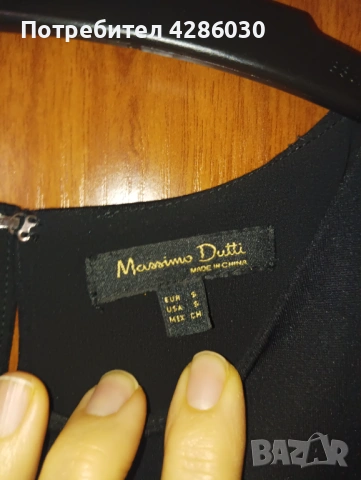 Потребител 4286030
Massimo Dutti
MADE IN CHINA
EUR S
USA S
MEX CH
BAZAR